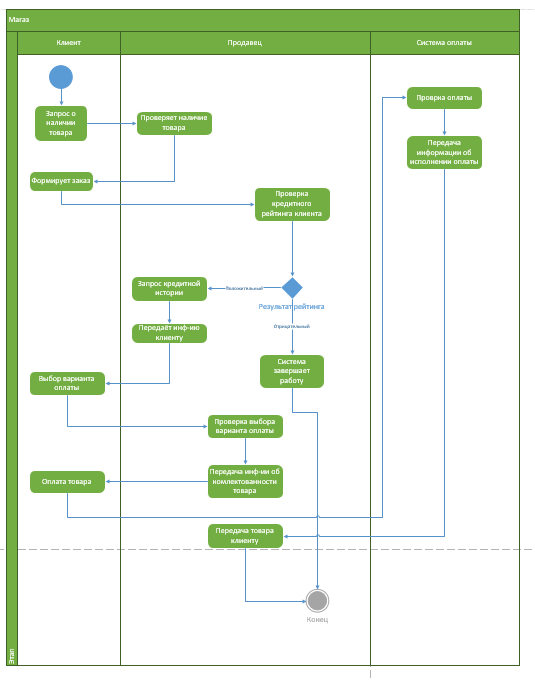 Магаз
Клиент
Продавец
Система оплаты
Запрос о
наличии
товара
Проверяет наличие
товара
Проврка оплаты
Передача
информации об
исполнении оплаты
Формирует заказ
Проверка
кредитного
рейтинга клиента
Запрос кредитной
истории
Положительный
Результат рейтинга
Отрицательный
Передаёт инф-ию
клиенту
Система
завершает
работу
Выбор варианта
оплаты
Проверка выбора
варианта оплаты
Передача инф-ии об
комлектованности
товара
Оплата товара
Передача товара
клиенту
Конец
Этап